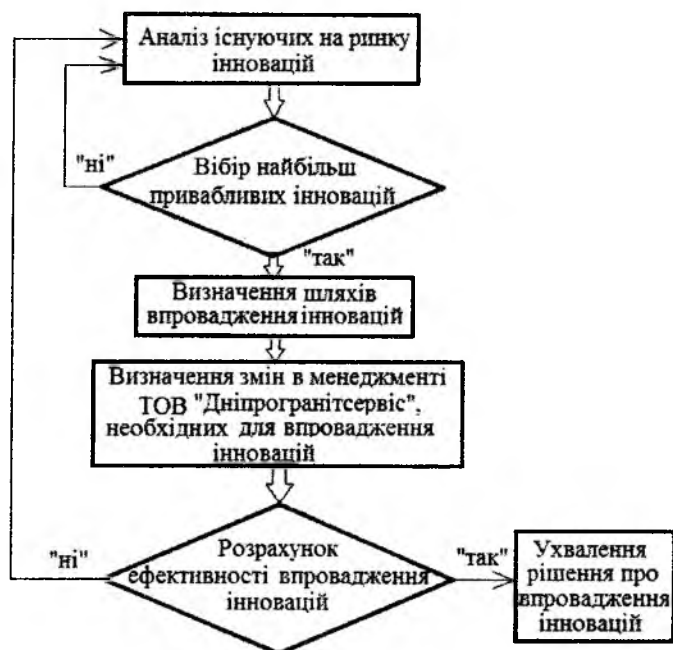 Аналіз існуючих на ринку
інновацій
"ні"
Вібір найбільш
привабливих інновацій
"так"
Визначення шляхів
впровадження інновацій
Визначення змін в менеджменті
ТОВ "Дніпрогранітсервіс",
необхідних для впровадження
інновацій
"ні"
Розрахунок
ефективності впровадження
інновацій
"так"
Ухвалення
рішення про
впровадження
інновацій